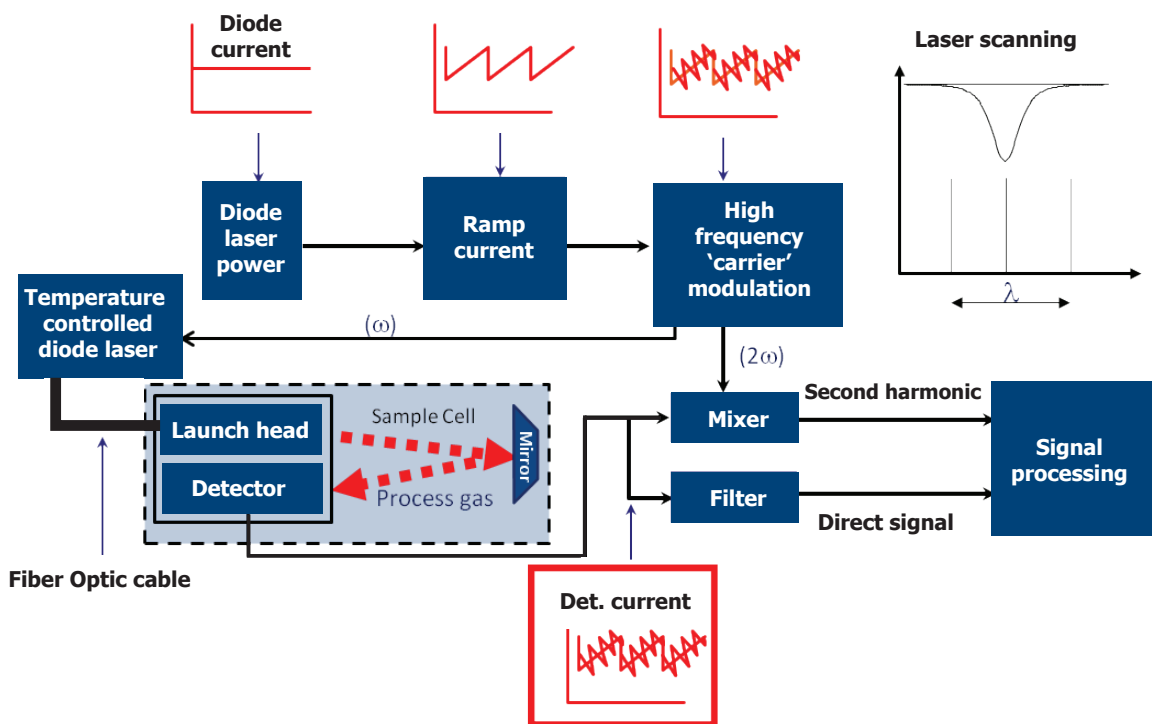 Diode
current
Laser scanning
Diode
laser
power
Ramp
current
High
frequency
‘carrier’
modulation
λ
Temperature
controlled
diode laser
(ω)
(2ω)
Launch head
Detector
Sample Cell
Process gas
Mirror
Mixer
Second harmonic
Filter
Direct signal
Signal
processing
Fiber Optic cable
Det. current